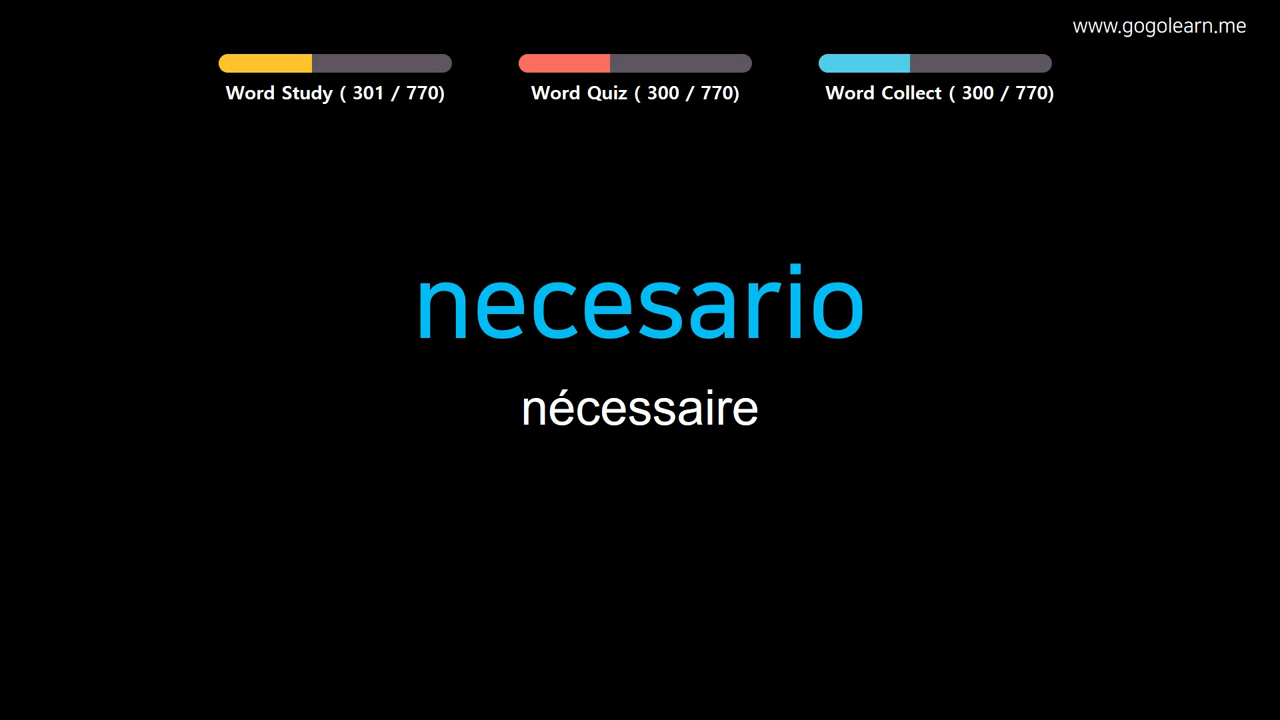 www.gogolearn.me
Word Study ( 301 / 770)
Word Quiz ( 300 / 770)
Word Collect ( 300 / 770)
necesario
nécessaire